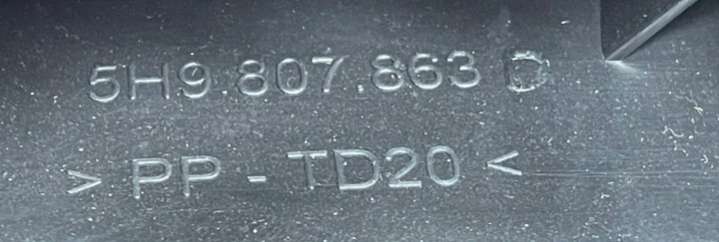 5H9.807.863 D
> PP - TD20 <